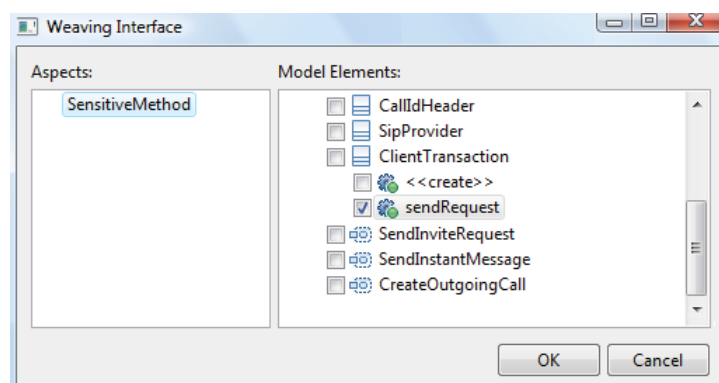 Weaving Interface
Aspects:
Model Elements:
SensitiveMethod
CallIdHeader
SipProvider
ClientTransaction
<<create>>
sendRequest
SendInviteRequest
SendInstantMessage
CreateOutgoingCall
OK
Cancel